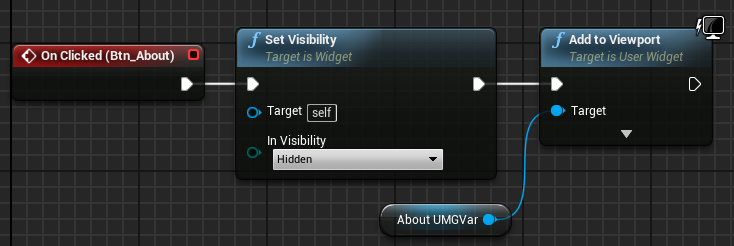 On Clicked (Btn_About)
f Set Visibility
Target is Widget
Target self
In Visibility
Hidden
f Add to Viewport
Target is User Widget
Target
About UMGVar